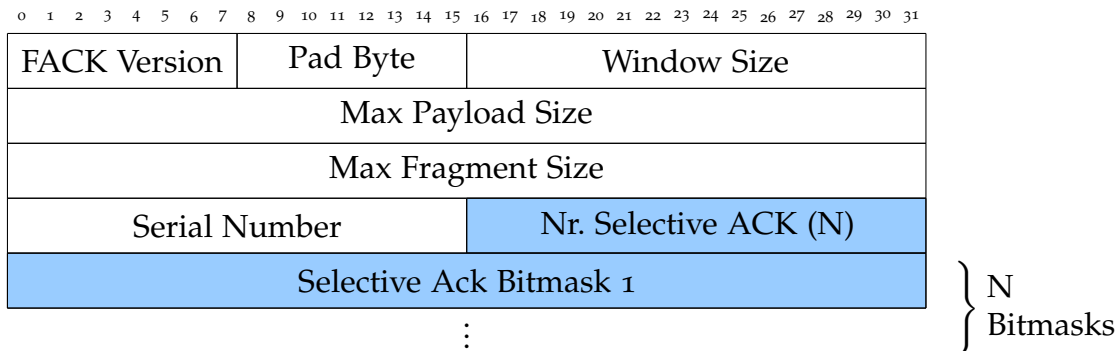 0 1 2 3 4 5 6 7 8 9 10 11 12 13 14 15 16 17 18 19 20 21 22 23 24 25 26 27 28 29 30 31
FACK Version Pad Byte Window Size
Max Payload Size
Max Fragment Size
Serial Number Nr. Selective ACK (N)
Selective Ack Bitmask 1
N
Bitmasks
⋮